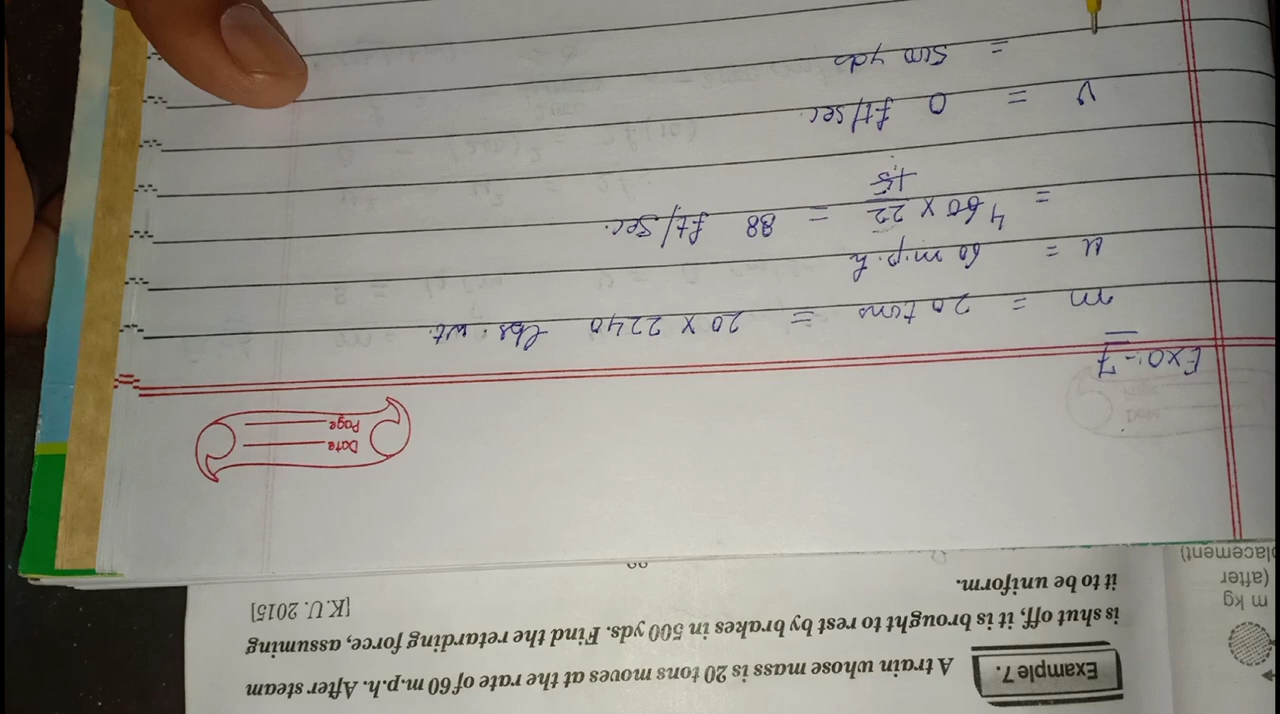 Example 7. A train whose mass is 20 tons moves at the rate of 60 m.p.h. After steam
is shut off, it is brought to rest by brakes in 500 yds. Find the retarding force, assuming
it to be uniform. [K.U. 2015]
m kg
(after
placement)
Date
Page
Exa:-7
m = 20 tons = 20 x 2240 lbs. wt.
u = 60 m.p.h
= 4 60 x 22 / 15 = 88 ft/sec.
v = 0 ft/sec.
= 500 yds